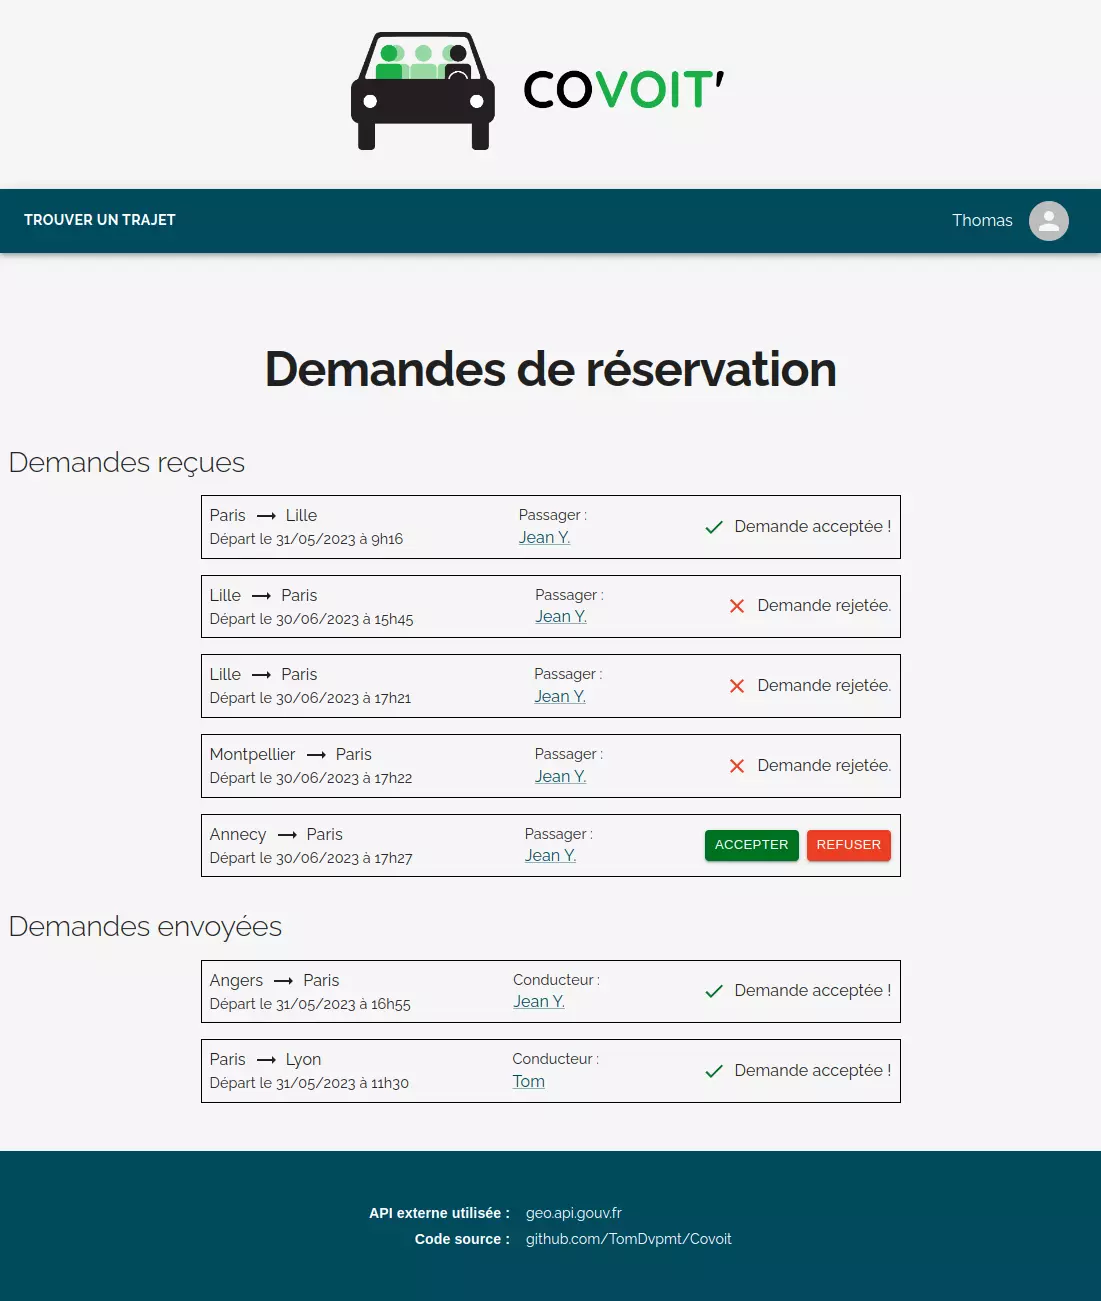 COVOIT'
TROUVER UN TRAJET
Thomas
Demandes de réservation
Demandes reçues
Paris → Lille
Départ le 31/05/2023 à 9h16
Passager :
Jean Y.
Demande acceptée !
Lille → Paris
Départ le 30/06/2023 à 15h45
Passager :
Jean Y.
Demande rejetée.
Lille → Paris
Départ le 30/06/2023 à 17h21
Passager :
Jean Y.
Demande rejetée.
Montpellier → Paris
Départ le 30/06/2023 à 17h22
Passager :
Jean Y.
Demande rejetée.
Annecy → Paris
Départ le 30/06/2023 à 17h27
Passager :
Jean Y.
ACCEPTER REFUSER
Demandes envoyées
Angers → Paris
Départ le 31/05/2023 à 16h55
Conducteur :
Jean Y.
Demande acceptée !
Paris → Lyon
Départ le 31/05/2023 à 11h30
Conducteur :
Tom
Demande acceptée !
API externe utilisée : geo.api.gouv.fr
Code source : github.com/TomDvpmt/Covoit